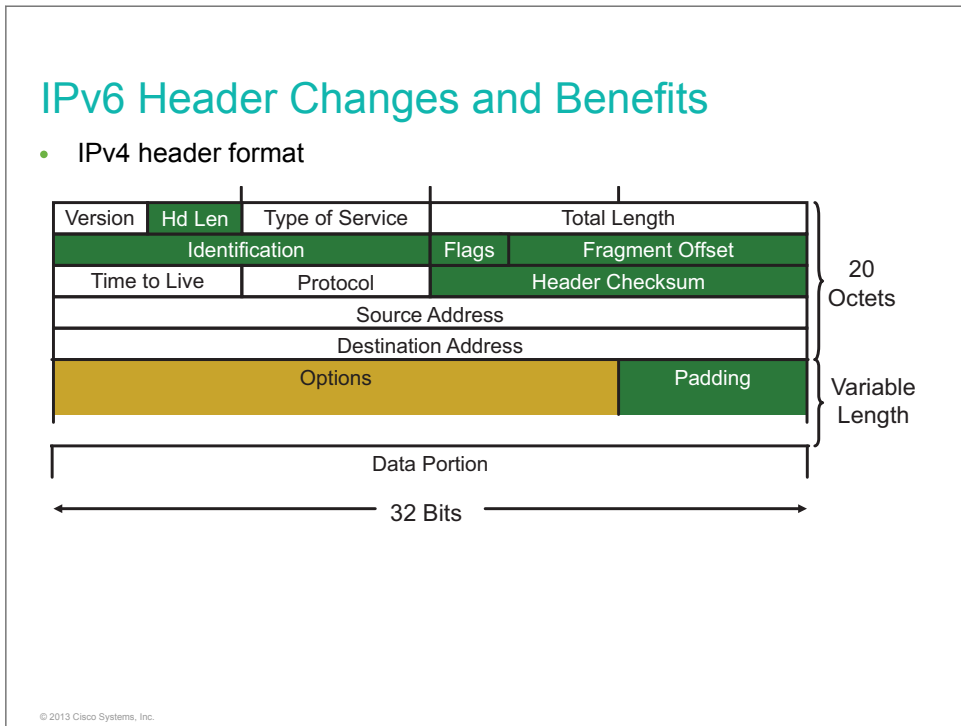 IPv6 Header Changes and Benefits
• IPv4 header format
Version Hd Len Type of Service Total Length
Identification Flags Fragment Offset
Time to Live Protocol Header Checksum
Source Address
Destination Address
20
Octets
Options Padding
Variable
Length
Data Portion
32 Bits
© 2013 Cisco Systems, Inc.